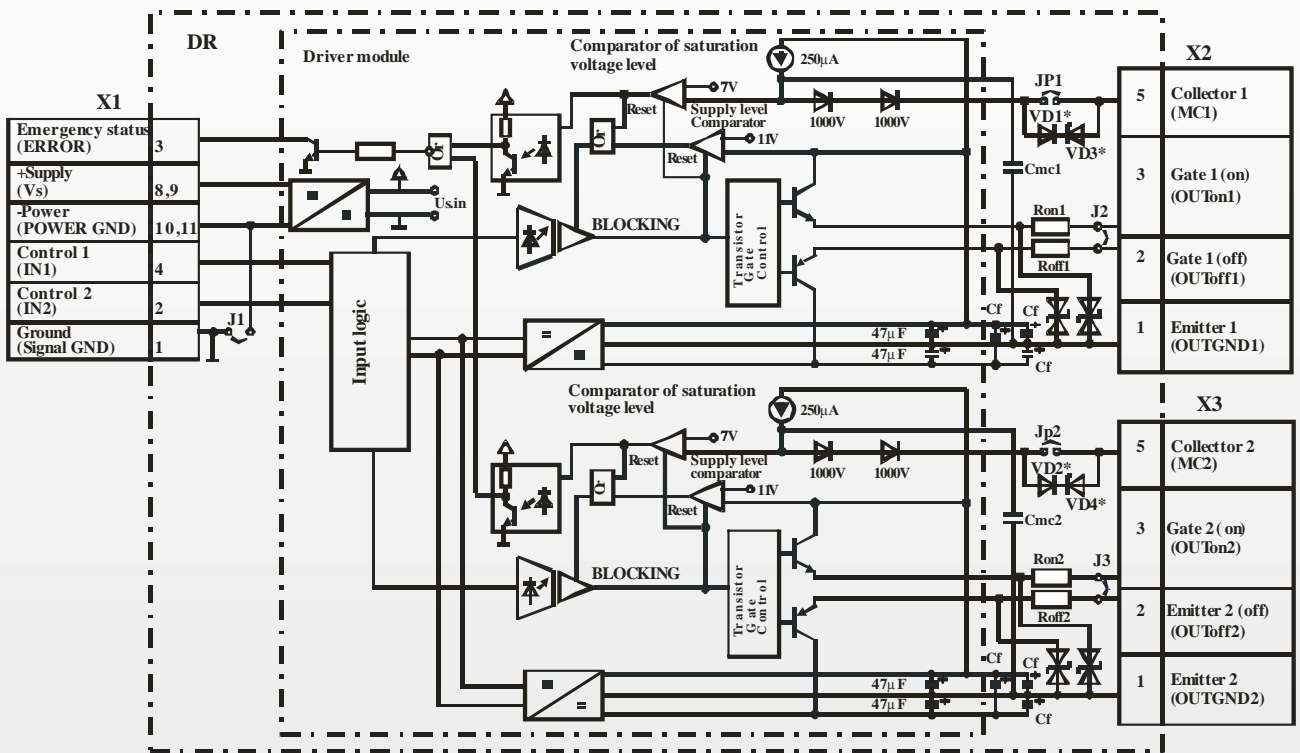 DR
Driver module
X1
Emergency status
(ERROR)
3
+Supply
(Vs)
8,9
-Power
(POWER GND)
10,11
Control 1
(IN1)
4
Control 2
(IN2)
2
Ground
(Signal GND)
1
J1
Input logic
Or
Us.in
Comparator of saturation
voltage level
250µA
7V
Reset
Supply level
Comparator
11V
Or
Reset
1000V
1000V
BLOCKING
Transistor
Gate
Control
JP1
VD1*
VD3*
Cmc1
Ron1
J2
Roff1
47µF
47µF
Cf
Cf
Cf
X2
5
Collector 1
(MC1)
3
Gate 1 (on)
(OUTon1)
2
Gate 1 (off)
(OUToff1)
1
Emitter 1
(OUTGND1)
Comparator of saturation
voltage level
250µA
7V
Reset
Supply level
comparator
11V
Or
Reset
1000V
1000V
BLOCKING
Transistor
Gate
Control
Jp2
VD2*
VD4*
Cmc2
Ron2
J3
Roff2
47µF
47µF
Cf
Cf
Cf
X3
5
Collector 2
(MC2)
3
Gate 2 ( on)
(OUTon2)
2
Emitter 2 (off)
(OUToff2)
1
Emitter 2
(OUTGND2)